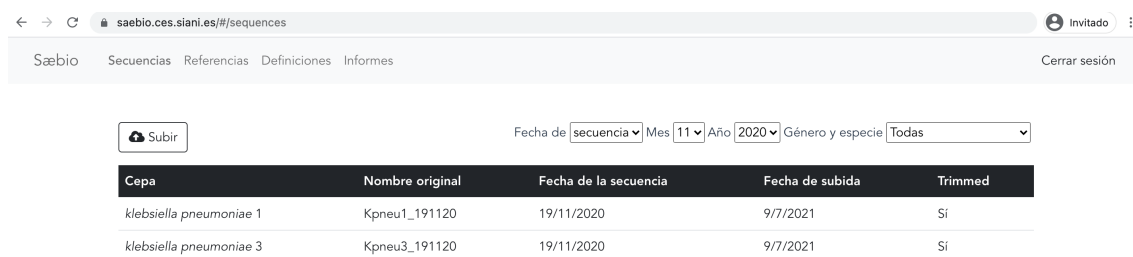 saebio.ces.siani.es/#/sequences Invitado
Sæbio Secuencias Referencias Definiciones Informes Cerrar sesión
Subir Fecha de secuencia Mes 11 Año 2020 Género y especie Todas
Cepa Nombre original Fecha de la secuencia Fecha de subida Trimmed
klebsiella pneumoniae 1 Kpneu1_191120 19/11/2020 9/7/2021 Sí
klebsiella pneumoniae 3 Kpneu3_191120 19/11/2020 9/7/2021 Sí